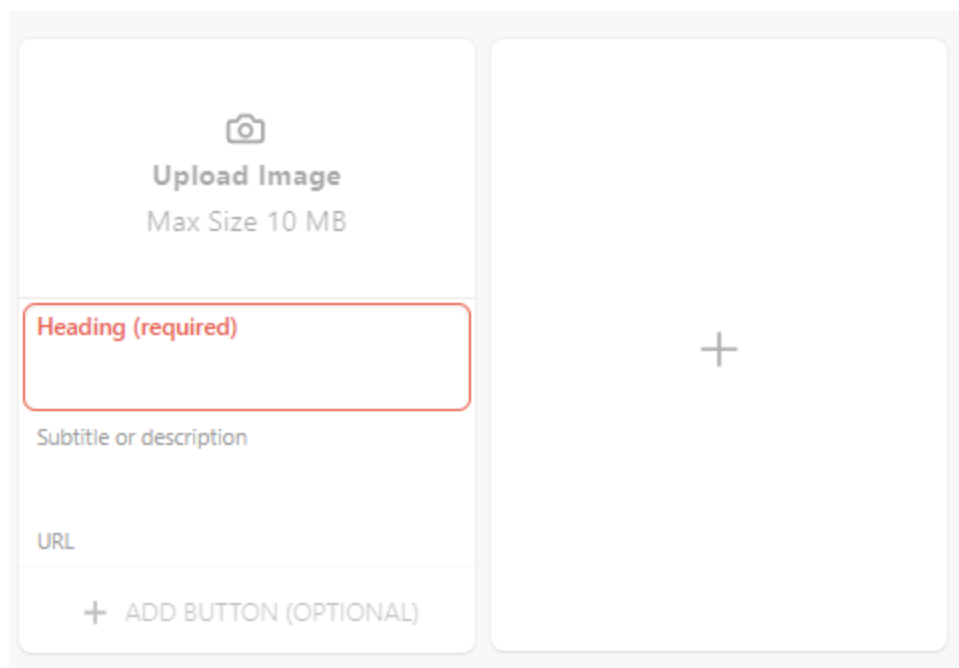 Upload Image
Max Size 10 MB
Heading (required)
Subtitle or description
URL
+ ADD BUTTON (OPTIONAL)
+